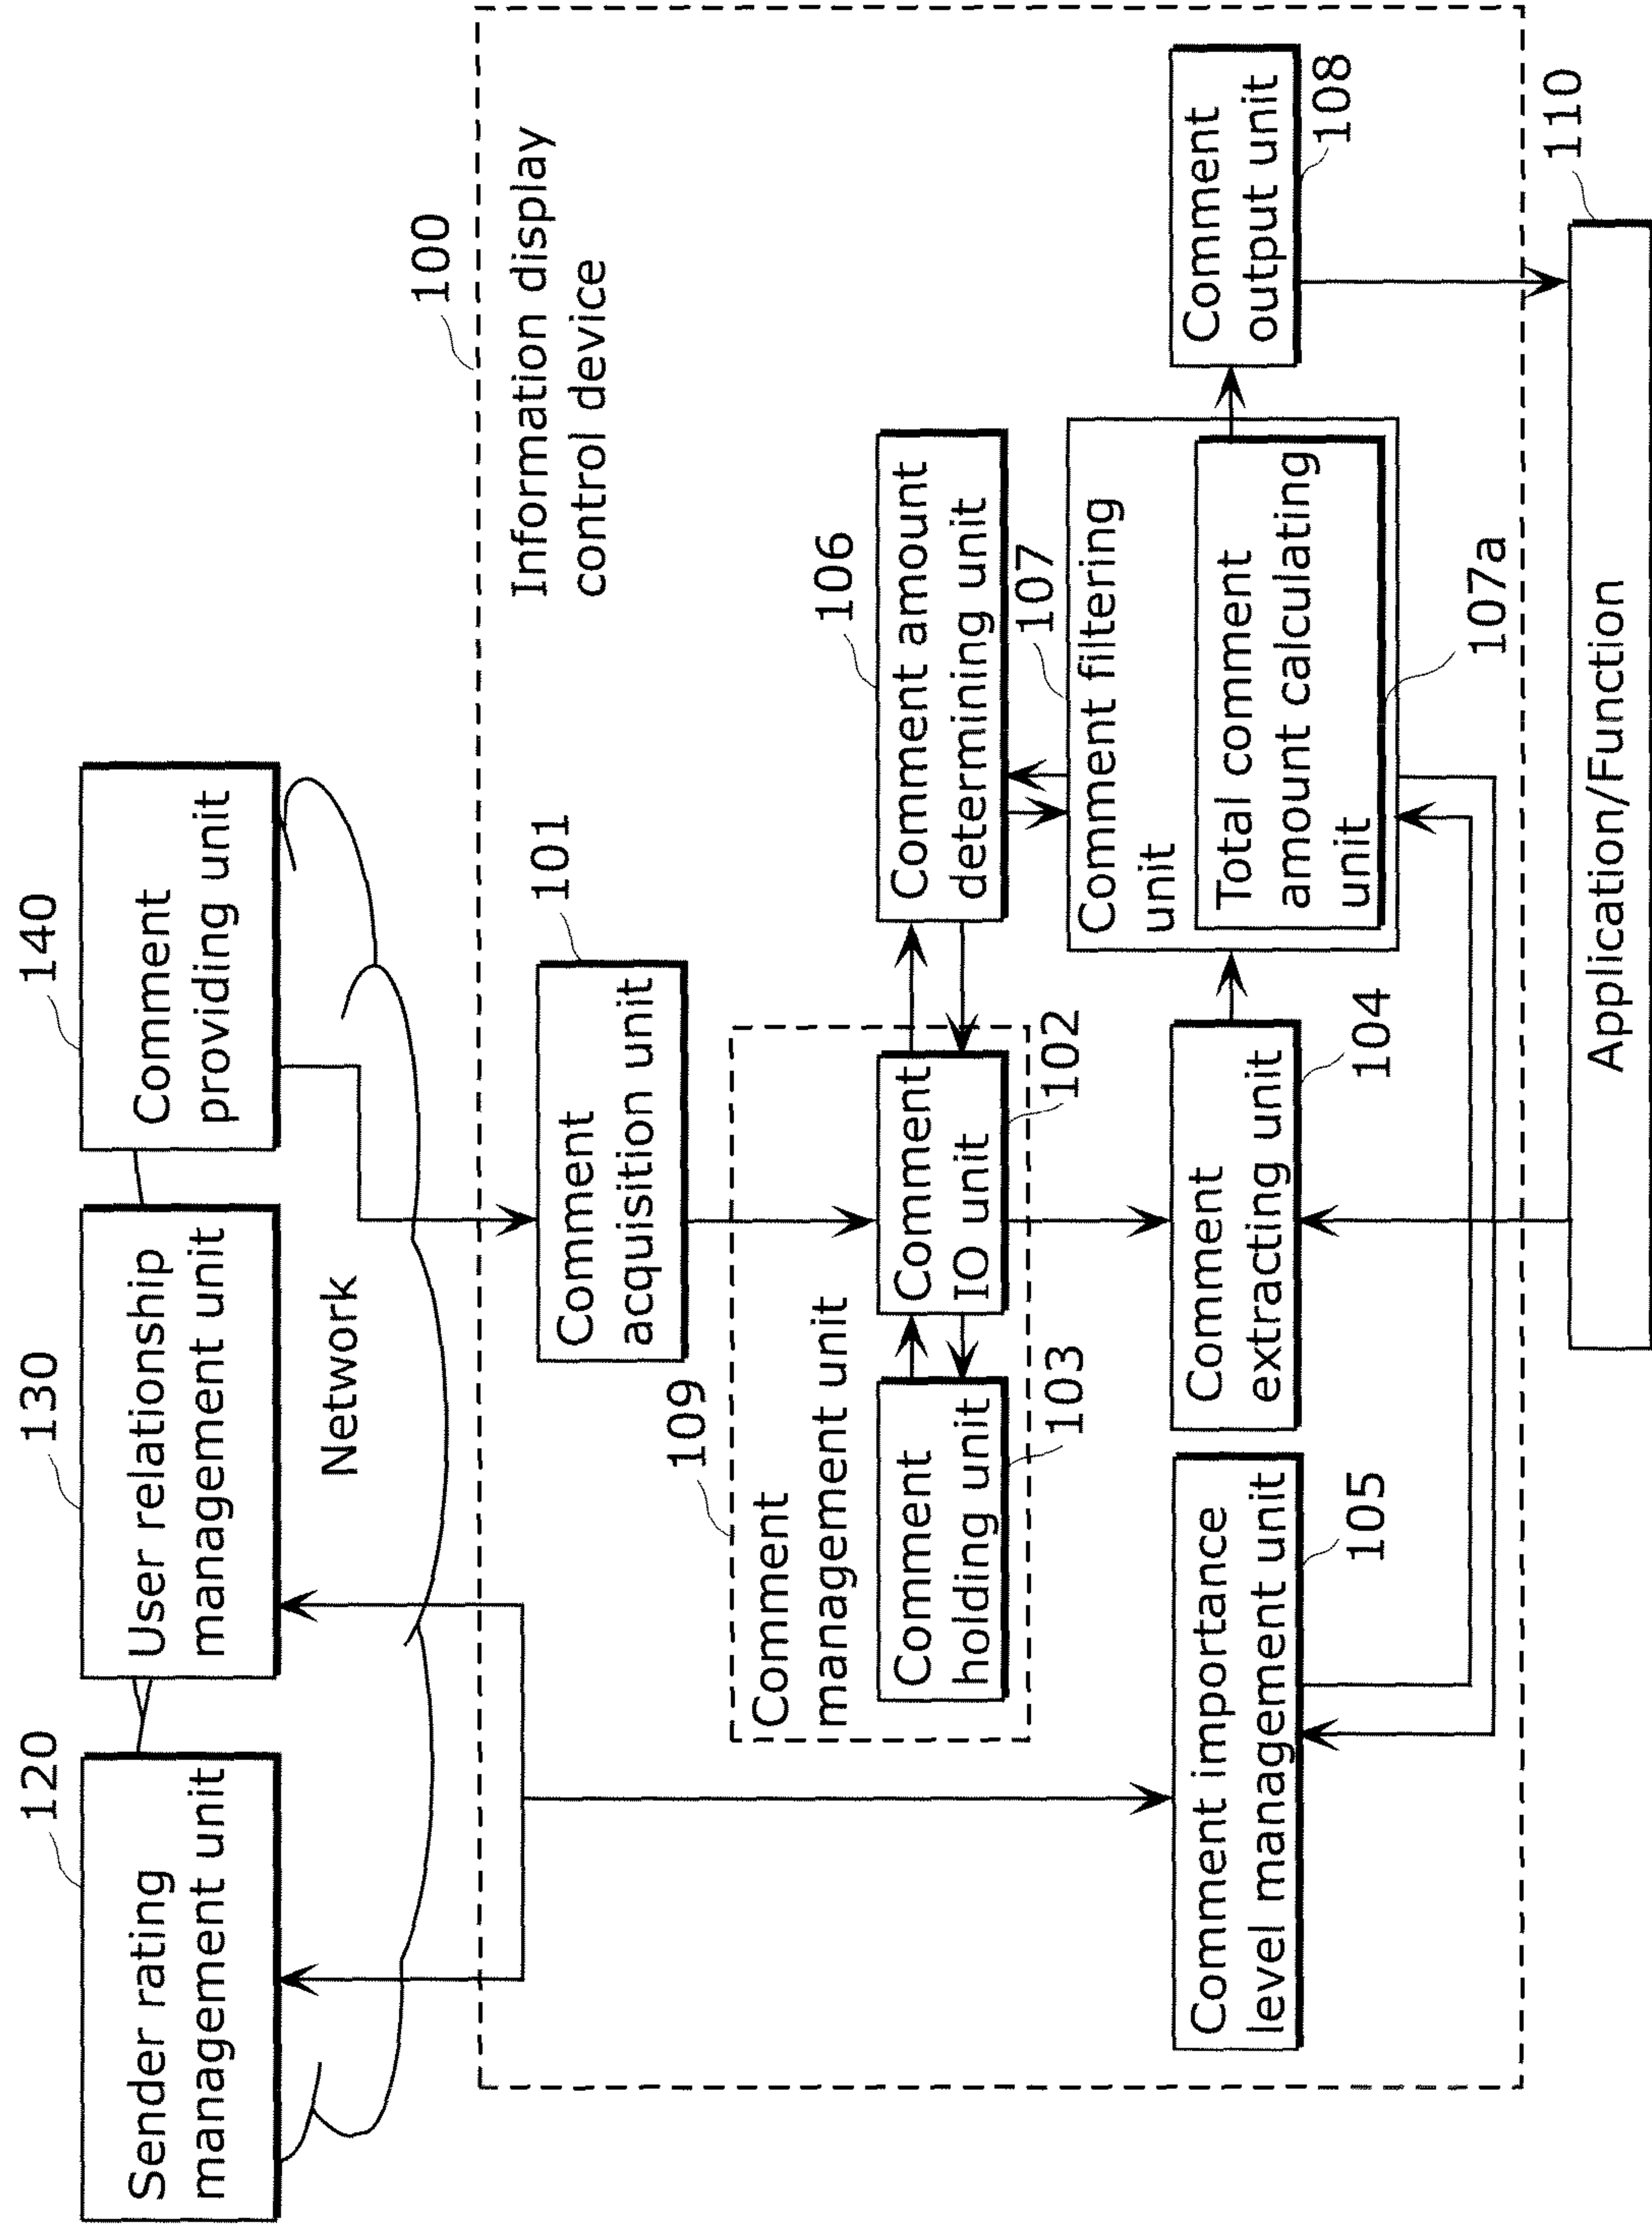 120
Sender rating
management unit
130
User relationship
management unit
140
Comment
providing unit
Network
100
Information display
control device
101
Comment
acquisition unit
109
Comment
management unit
Comment
holding unit
103
Comment
IO unit
102
106
Comment amount
determining unit
107
Comment filtering
unit
Total comment
amount calculating
unit
107a
Comment importance
level management unit
105
Comment
extracting unit
104
Comment
output unit
108
110
Application/Function